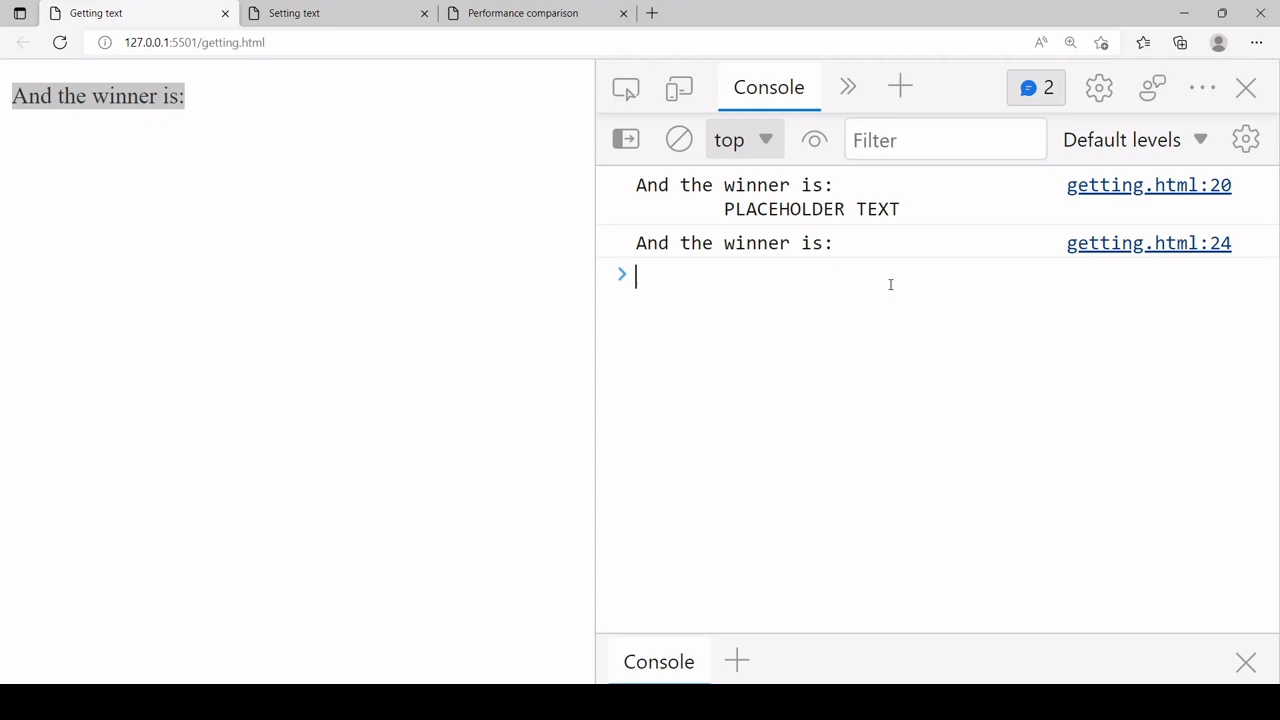 Getting text
Setting text
Performance comparison
127.0.0.1:5501/getting.html
And the winner is:
Console
2
top
Filter
Default levels
And the winner is: getting.html:20
PLACEHOLDER TEXT
And the winner is: getting.html:24
Console